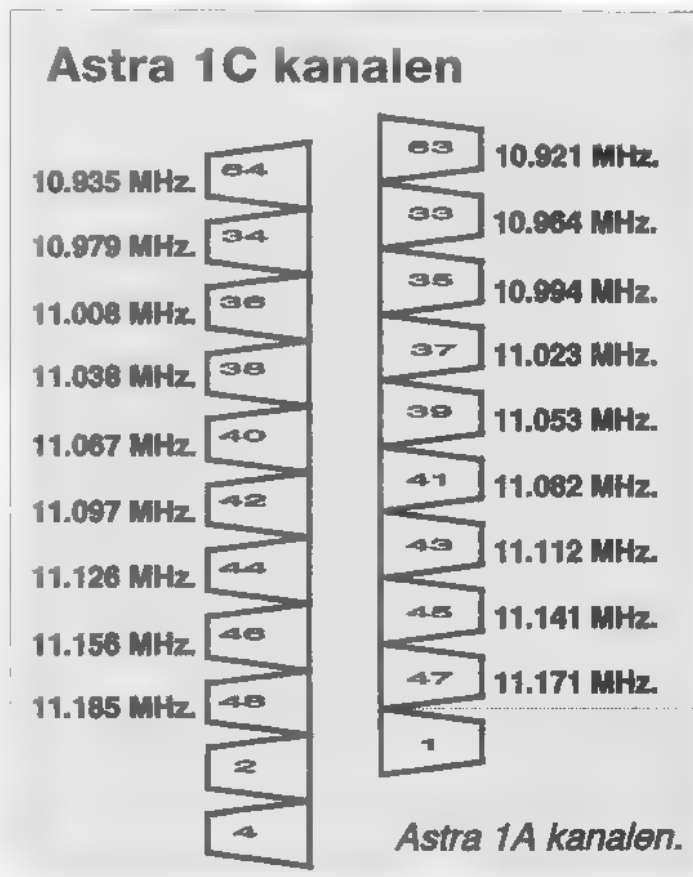 Astra 1C kanalen
63 10.921 MHz.
10.935 MHz. 64
33 10.964 MHz.
10.979 MHz. 34
35 10.994 MHz.
11.008 MHz. 36
37 11.023 MHz.
11.038 MHz. 38
39 11.053 MHz.
11.067 MHz. 40
41 11.082 MHz.
11.097 MHz. 42
43 11.112 MHz.
11.126 MHz. 44
45 11.141 MHz.
11.156 MHz. 46
47 11.171 MHz.
11.185 MHz. 48
1
2
4
Astra 1A kanalen.